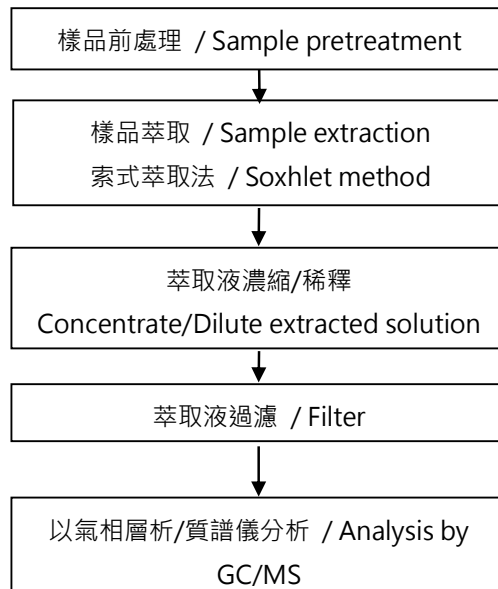 樣品前處理 / Sample pretreatment
樣品萃取 / Sample extraction
索式萃取法 / Soxhlet method
萃取液濃縮/稀釋
Concentrate/Dilute extracted solution
萃取液過濾 / Filter
以氣相層析/質譜儀分析 / Analysis by
GC/MS